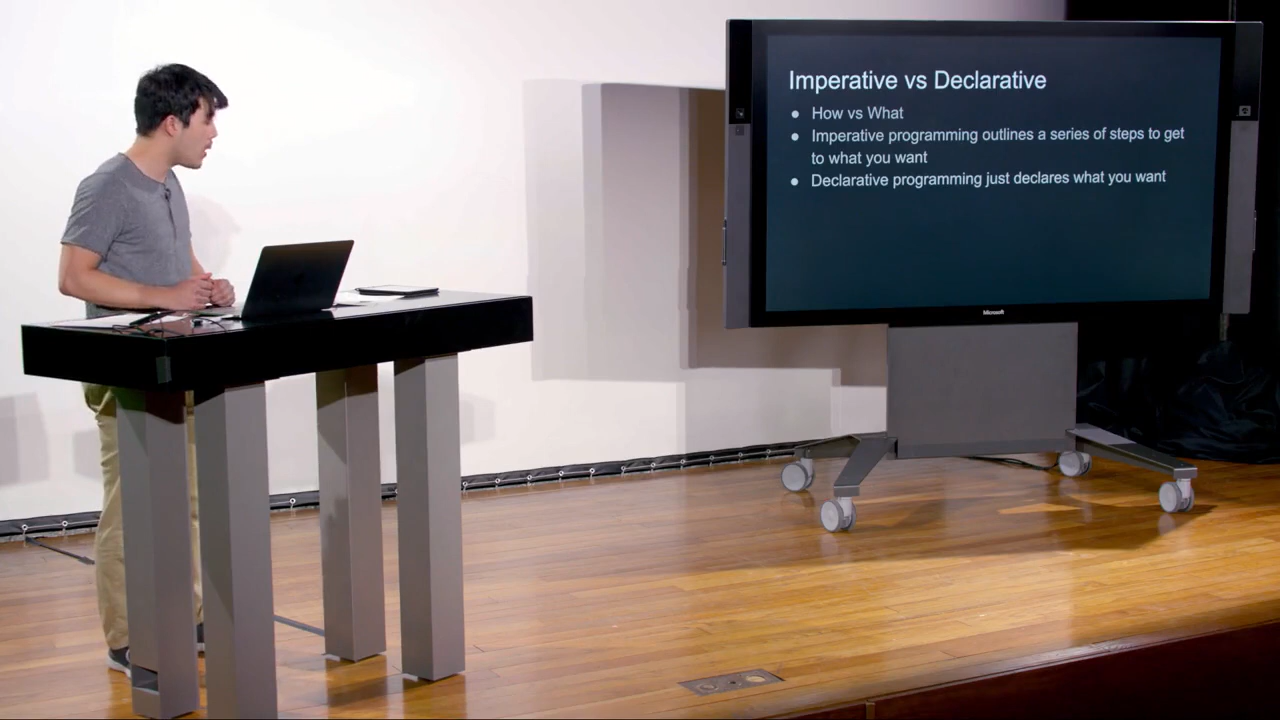 Imperative vs Declarative
● How vs What
● Imperative programming outlines a series of steps to get
to what you want
● Declarative programming just declares what you want
Microsoft